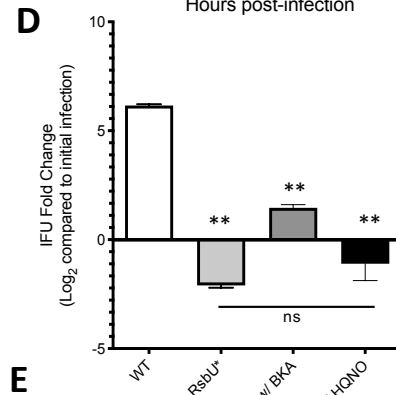 Hours post-infection
D
10
5
0
-5
IFU Fold Change
(Log2 compared to initial infection)
**
**
**
ns
WT
RsbU*
w/ BKA
HQNO
E